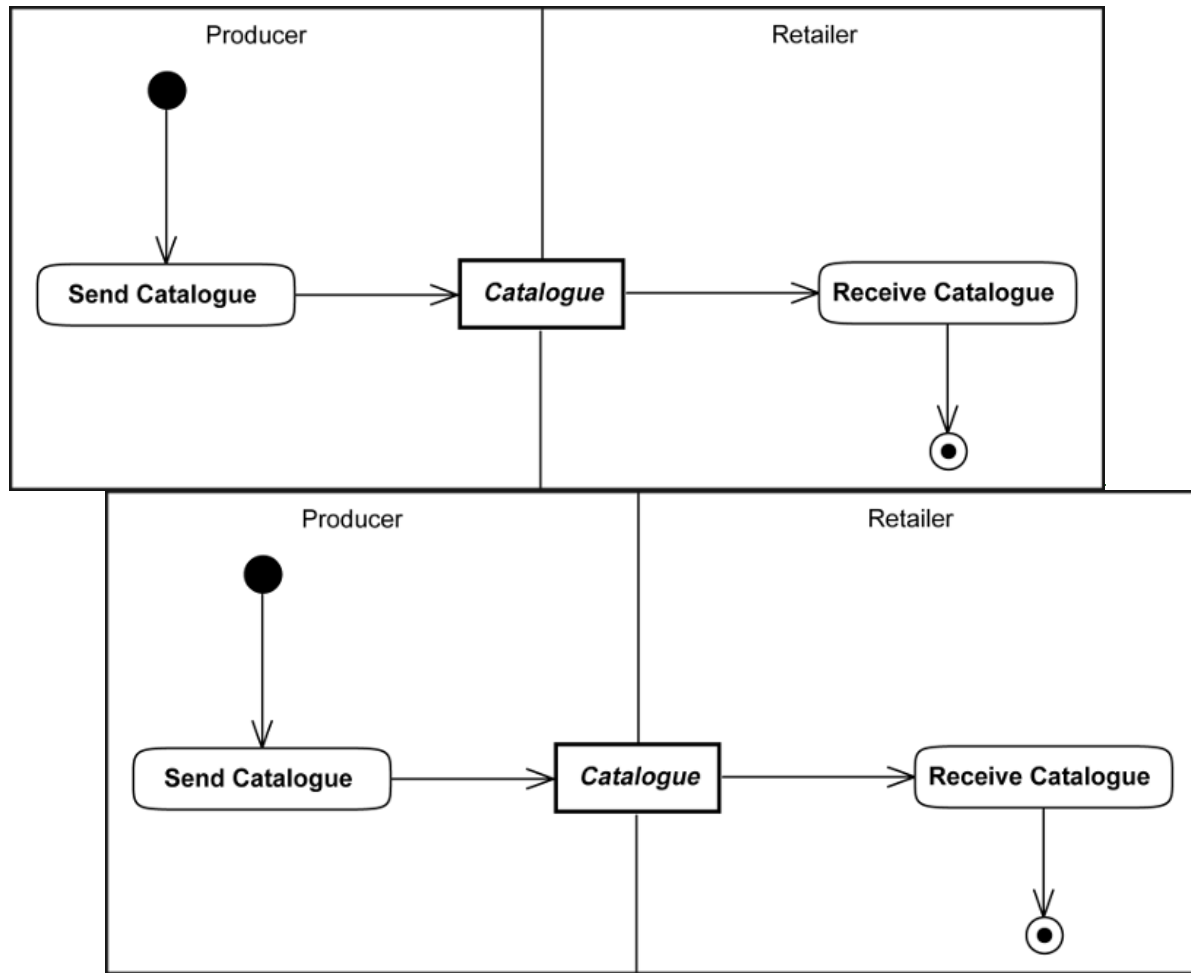 Producer
Retailer
Send Catalogue
Catalogue
Receive Catalogue
Producer
Retailer
Send Catalogue
Catalogue
Receive Catalogue